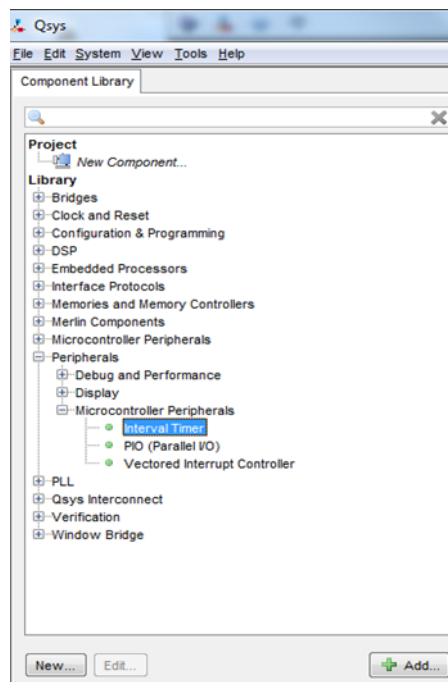 Qsys
File Edit System View Tools Help
Component Library
Project
New Component...
Library
Bridges
Clock and Reset
Configuration & Programming
DSP
Embedded Processors
Interface Protocols
Memories and Memory Controllers
Merlin Components
Microcontroller Peripherals
Peripherals
Debug and Performance
Display
Microcontroller Peripherals
Interval Timer
PIO (Parallel I/O)
Vectored Interrupt Controller
PLL
Qsys Interconnect
Verification
Window Bridge
New... Edit... Add...